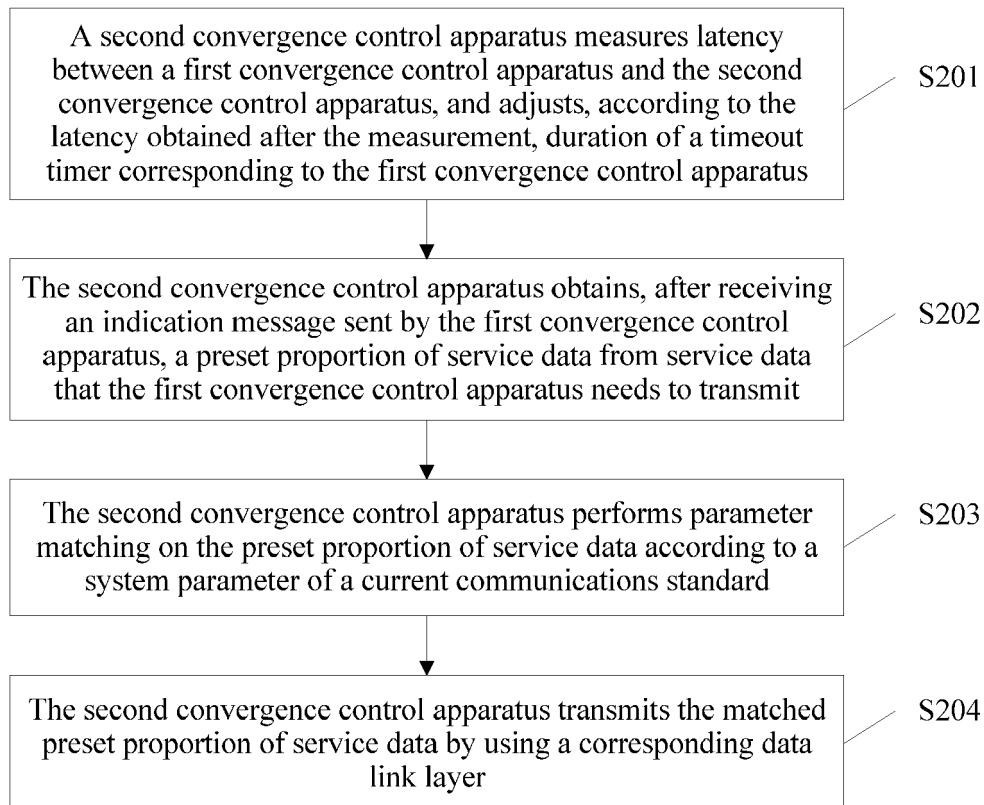 A second convergence control apparatus measures latency
between a first convergence control apparatus and the second
convergence control apparatus, and adjusts, according to the
latency obtained after the measurement, duration of a timeout
timer corresponding to the first convergence control apparatus
S201
The second convergence control apparatus obtains, after receiving
an indication message sent by the first convergence control
apparatus, a preset proportion of service data from service data
that the first convergence control apparatus needs to transmit
S202
The second convergence control apparatus performs parameter
matching on the preset proportion of service data according to a
system parameter of a current communications standard
S203
The second convergence control apparatus transmits the matched
preset proportion of service data by using a corresponding data
link layer
S204